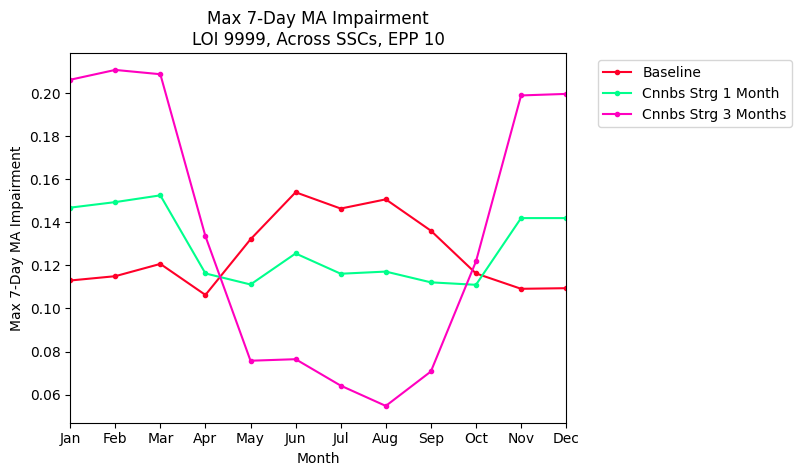 Max 7-Day MA Impairment
LOI 9999, Across SSCs, EPP 10
Baseline
Cnnbs Strg 1 Month
Cnnbs Strg 3 Months
Max 7-Day MA Impairment
0.20
0.18
0.16
0.14
0.12
0.10
0.08
0.06
Jan Feb Mar Apr May Jun Jul Aug Sep Oct Nov Dec
Month